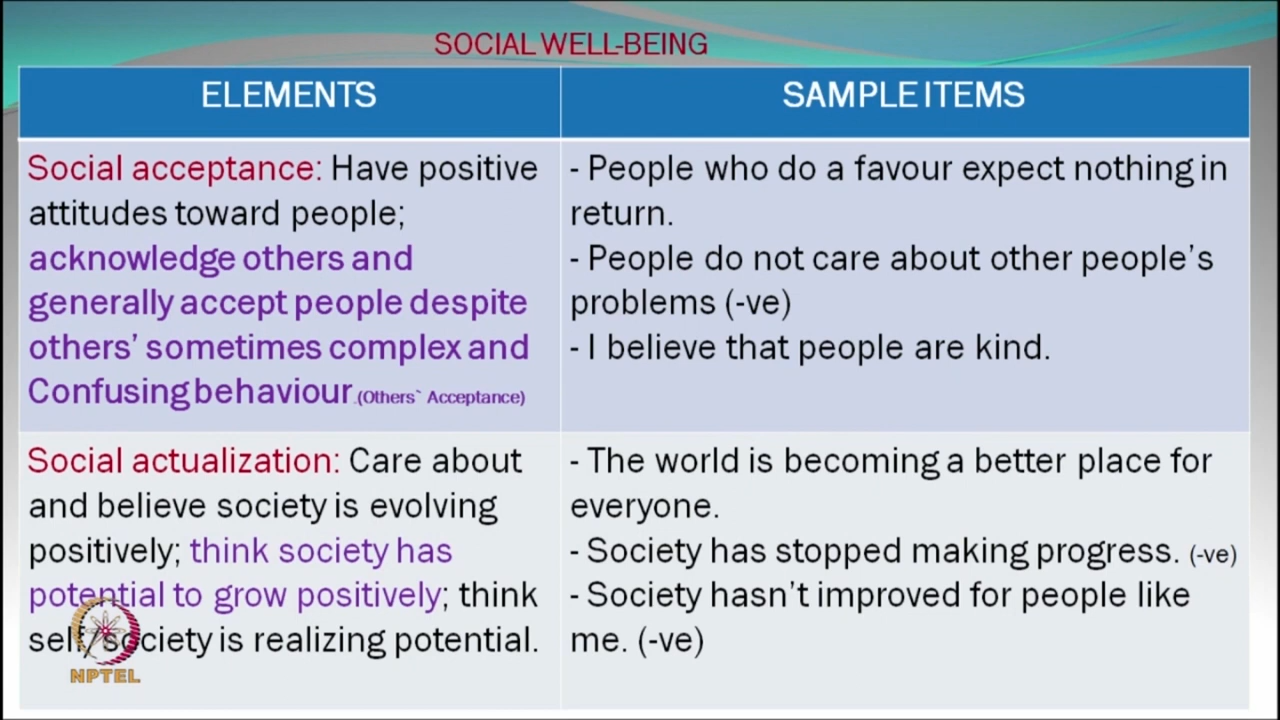 SOCIAL WELL-BEING
ELEMENTS
SAMPLE ITEMS
Social acceptance: Have positive
attitudes toward people;
acknowledge others and
generally accept people despite
others' sometimes complex and
Confusing behaviour.(Others` Acceptance)
- People who do a favour expect nothing in
return.
- People do not care about other people's
problems (-ve)
- I believe that people are kind.
Social actualization: Care about
and believe society is evolving
positively; think society has
potential to grow positively; think
self/society is realizing potential.
- The world is becoming a better place for
everyone.
- Society has stopped making progress. (-ve)
- Society hasn't improved for people like
me. (-ve)
NPTEL